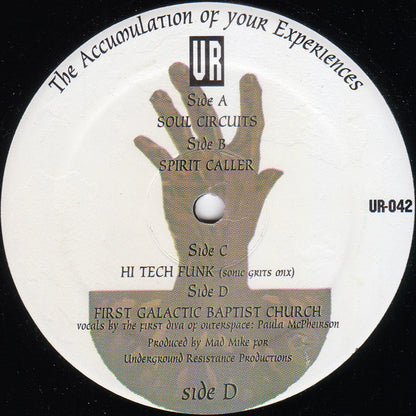 The Accumulation of your Experiences
UR
Side A
SOUL CIRCUITS
Side B
SPIRIT CALLER
UR-042
Side C
HI TECH FUNK (sonic grits mx)
Side D
FIRST GALACTIC BAPTIST CHURCH
vocals by the first diva of outerspace: Paula McPheirson
Produced by Mad Mike for
Underground Resistance Productions
side D